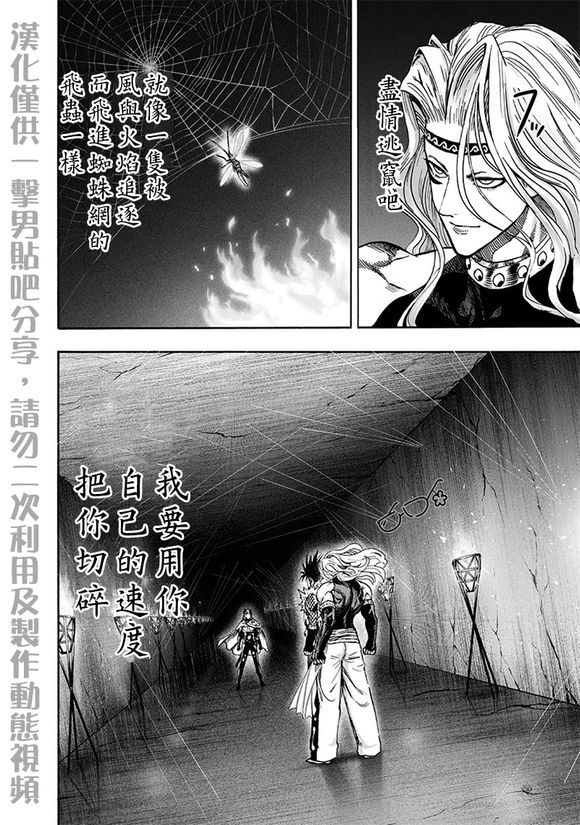 盡情逃竄吧
就像一隻被
風與火焰追逐
而飛進蜘蛛網的
飛蟲一樣
我要用你
自己的速度
把你切碎
漢化僅供一擊男貼吧分享，請勿二次利用及製作動態視頻